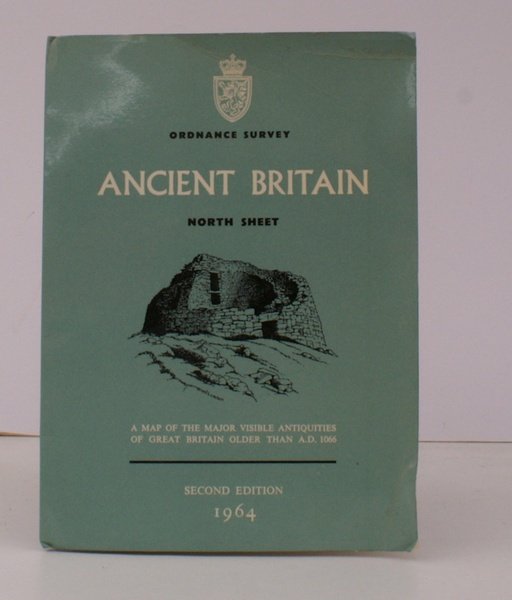 ORDNANCE SURVEY
ANCIENT BRITAIN
NORTH SHEET
A MAP OF THE MAJOR VISIBLE ANTIQUITIES
OF GREAT BRITAIN OLDER THAN A.D. 1066
SECOND EDITION
1964